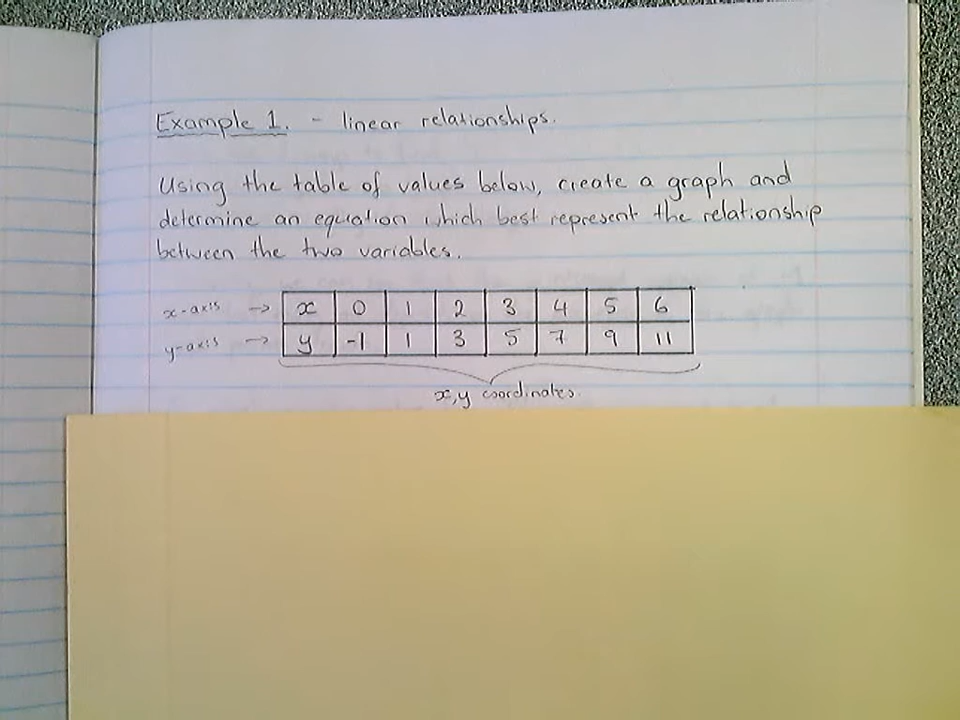 Example 1. - linear relationships.
Using the table of values below, create a graph and
determine an equation which best represent the relationship
between the two variables.
x-axis → x 0 1 2 3 4 5 6
y-axis → y -1 1 3 5 7 9 11
x,y coordinates.